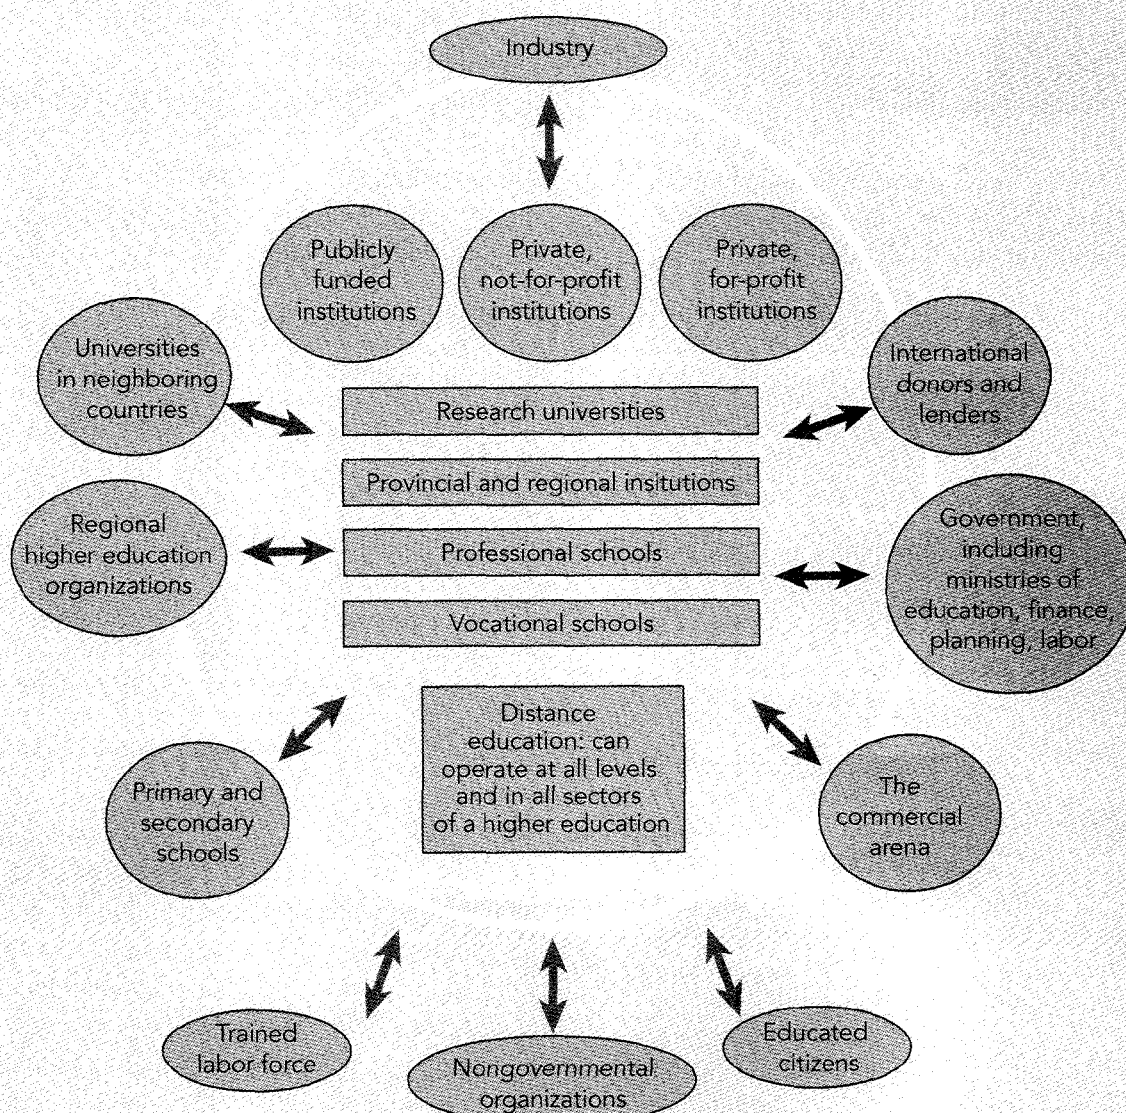 Industry
Publicly
funded
institutions
Private,
not-for-profit
institutions
Private,
for-profit
institutions
Universities
in neighboring
countries
International
donors and
lenders
Research universities
Provincial and regional insitutions
Regional
higher education
organizations
Professional schools
Government,
including
ministries of
education, finance,
planning, labor
Vocational schools
Distance
education: can
operate at all levels
and in all sectors
of a higher education
Primary and
secondary
schools
The
commercial
arena
Trained
labor force
Nongovernmental
organizations
Educated
citizens